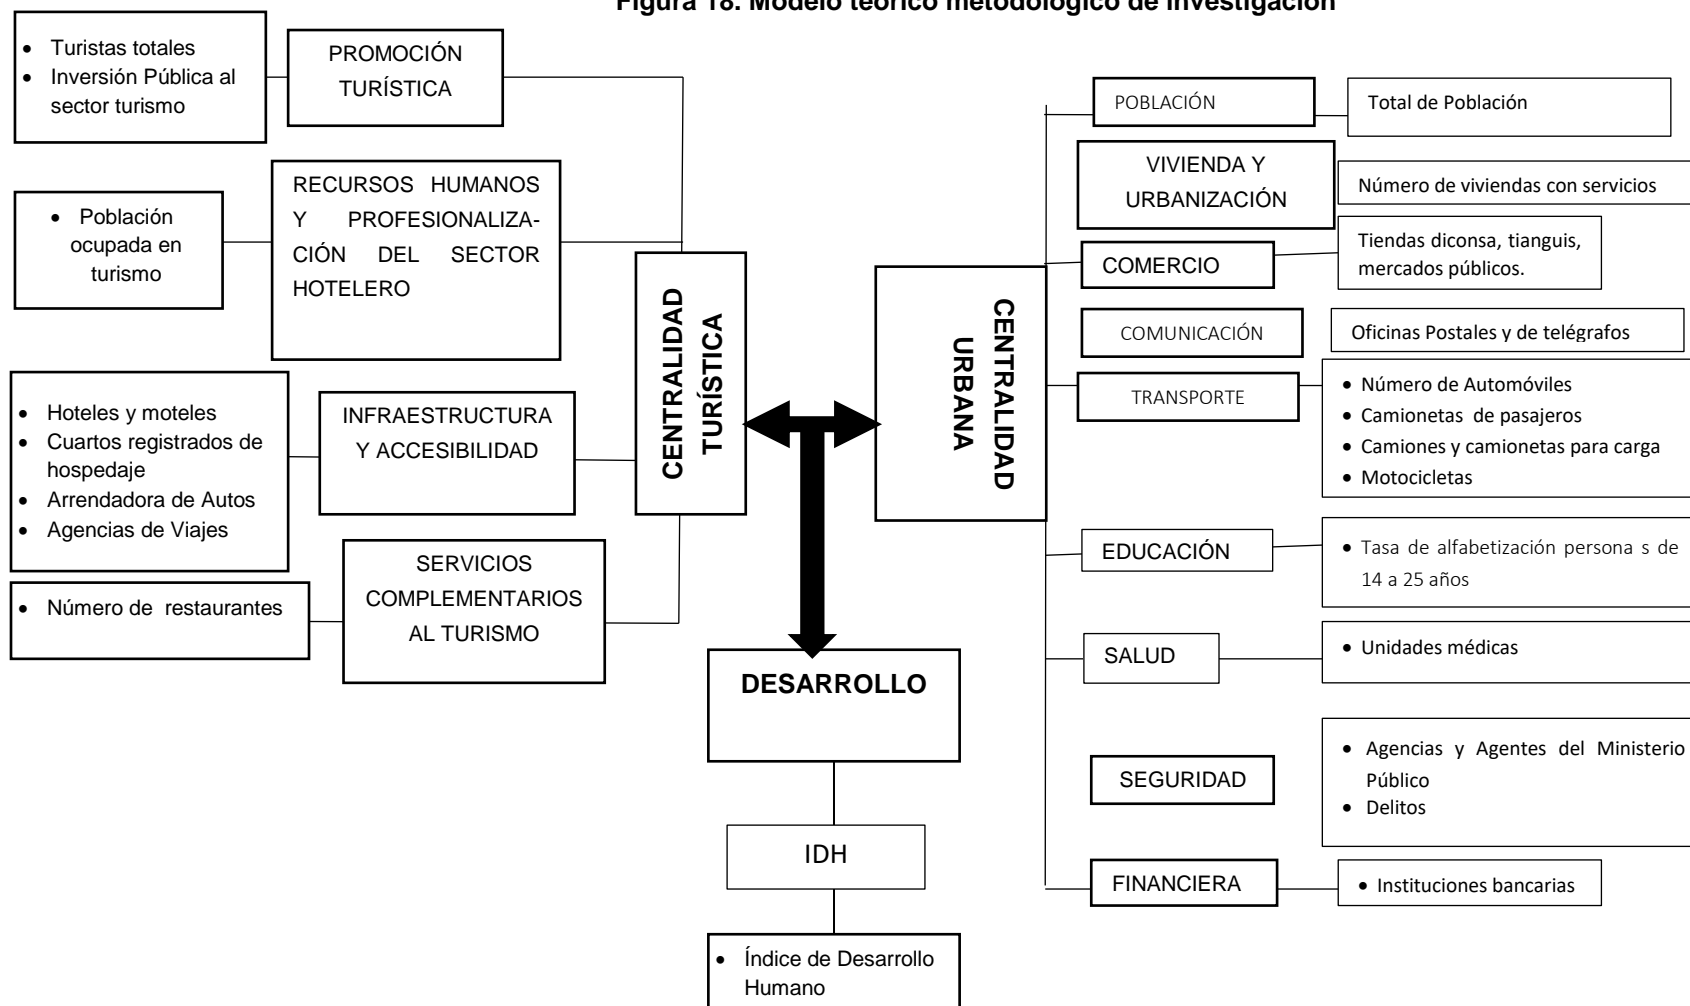 Figura 18. Modelo teórico metodológico de investigación
• Turistas totales
• Inversión Pública al
sector turismo
PROMOCIÓN
TURÍSTICA
• Población
ocupada en
turismo
RECURSOS HUMANOS
Y PROFESIONALIZA-
CIÓN DEL SECTOR
HOTELERO
• Hoteles y moteles
• Cuartos registrados de
hospedaje
• Arrendadora de Autos
• Agencias de Viajes
INFRAESTRUCTURA
Y ACCESIBILIDAD
• Número de restaurantes
SERVICIOS
COMPLEMENTARIOS
AL TURISMO
CENTRALIDAD
TURÍSTICA
CENTRALIDAD
URBANA
DESARROLLO
IDH
• Índice de Desarrollo
Humano
POBLACIÓN
Total de Población
VIVIENDA Y
URBANIZACIÓN
Número de viviendas con servicios
COMERCIO
Tiendas diconsa, tianguis,
mercados públicos.
COMUNICACIÓN
Oficinas Postales y de telégrafos
TRANSPORTE
• Número de Automóviles
• Camionetas de pasajeros
• Camiones y camionetas para carga
• Motocicletas
EDUCACIÓN
• Tasa de alfabetización persona s de
14 a 25 años
SALUD
• Unidades médicas
SEGURIDAD
• Agencias y Agentes del Ministerio
Público
• Delitos
FINANCIERA
• Instituciones bancarias